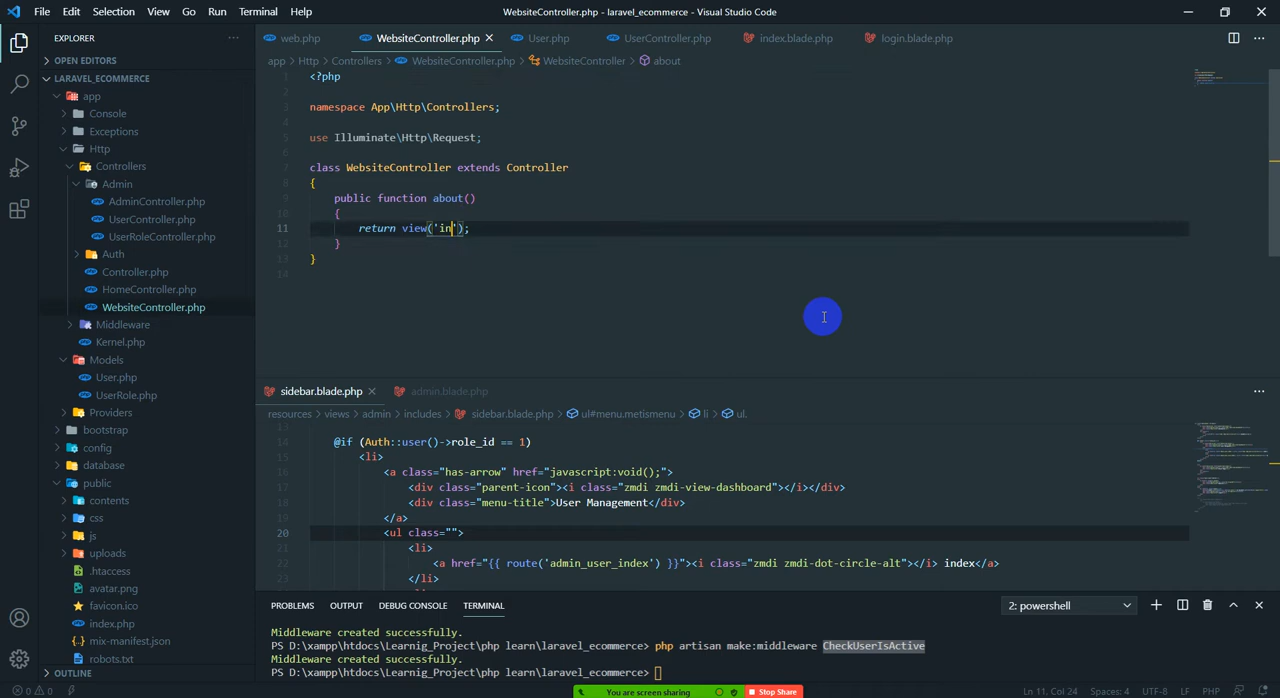 File Edit Selection View Go Run Terminal Help
WebsiteController.php - laravel_ecommerce - Visual Studio Code
EXPLORER
OPEN EDITORS
LARAVEL_ECOMMERCE
app
Console
Exceptions
Http
Controllers
Admin
AdminController.php
UserController.php
UserRoleController.php
Auth
Controller.php
HomeController.php
WebsiteController.php
Middleware
Kernel.php
Models
User.php
UserRole.php
Providers
bootstrap
config
database
public
contents
css
js
uploads
.htaccess
avatar.png
favicon.ico
index.php
mix-manifest.json
robots.txt
OUTLINE
web.php WebsiteController.php User.php UserController.php index.blade.php login.blade.php
app > Http > Controllers > WebsiteController.php > WebsiteController > about
1 <?php
2
3 namespace App\Http\Controllers;
4
5 use Illuminate\Http\Request;
6
7 class WebsiteController extends Controller
8 {
9 public function about()
10 {
11 return view('in');
12 }
13 }
14
sidebar.blade.php admin.blade.php
resources > views > admin > includes > sidebar.blade.php > ul#menu.metismenu > li > ul.
13
14 @if (Auth::user()->role_id == 1)
15 <li>
16 <a class="has-arrow" href="javascript:void();">
17 <div class="parent-icon"><i class="zmdi zmdi-view-dashboard"></i></div>
18 <div class="menu-title">User Management</div>
19 </a>
20 <ul class="">
21 <li>
22 <a href="{{ route('admin_user_index') }}"><i class="zmdi zmdi-dot-circle-alt"></i> index</a>
23 </li>
PROBLEMS OUTPUT DEBUG CONSOLE TERMINAL
2: powershell
Middleware created successfully.
PS D:\xampp\htdocs\Learnig_Project\php learn\laravel_ecommerce> php artisan make:middleware CheckUserIsActive
Middleware created successfully.
PS D:\xampp\htdocs\Learnig_Project\php learn\laravel_ecommerce>
0 0
You are screen sharing Stop Share
Ln 11, Col 24 Spaces: 4 UTF-8 LF PHP